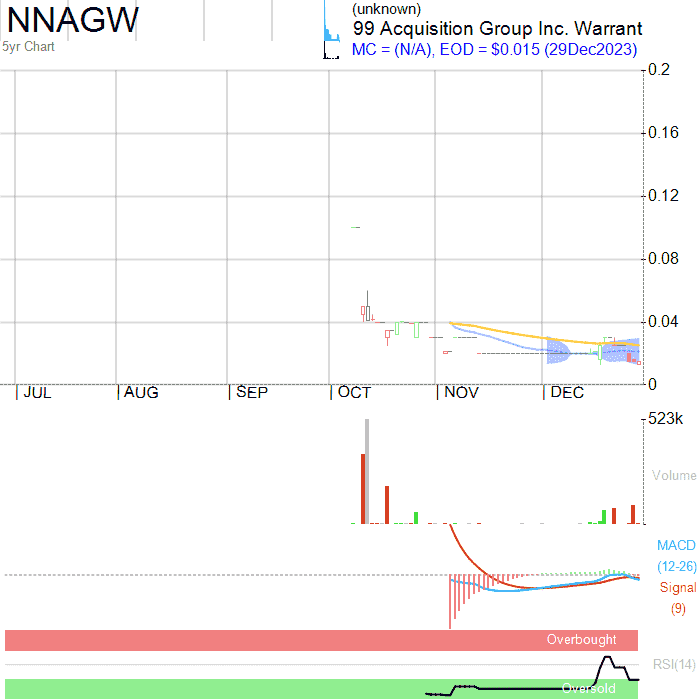 NNAGW
5yr Chart
(unknown)
99 Acquisition Group Inc. Warrant
MC = (N/A), EOD = $0.015 (29Dec2023)
0.2
0.16
0.12
0.08
0.04
0
JUL AUG SEP OCT NOV DEC
523k
Volume
MACD
(12-26)
Signal
(9)
Overbought
RSI(14)
Oversold